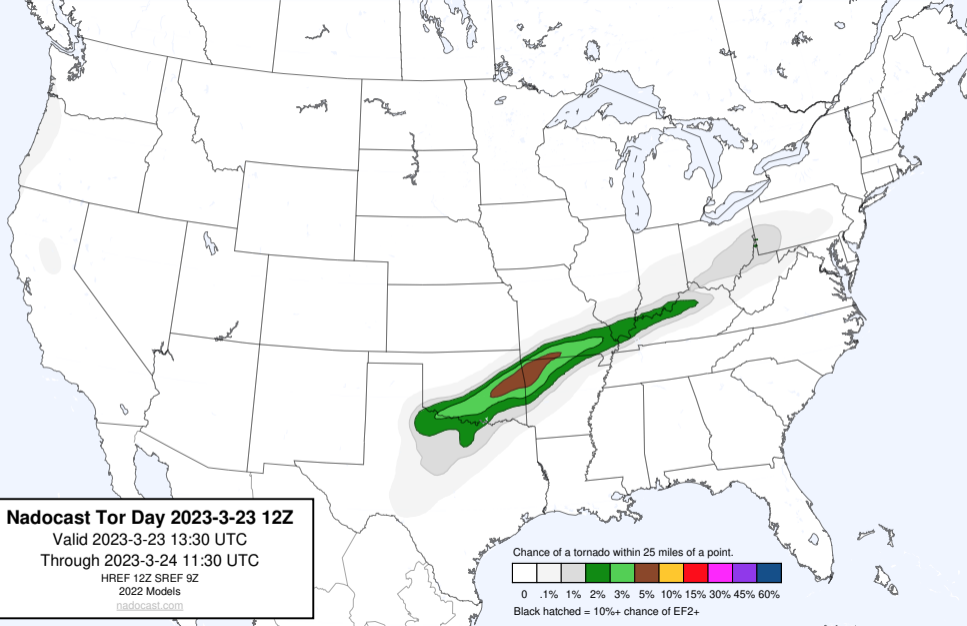 Nadocast Tor Day 2023-3-23 12Z
Valid 2023-3-23 13:30 UTC
Through 2023-3-24 11:30 UTC
HREF 12Z SREF 9Z
2022 Models
nadocast.com
Chance of a tornado within 25 miles of a point.
0 .1% 1% 2% 3% 5% 10% 15% 30% 45% 60%
Black hatched = 10%+ chance of EF2+